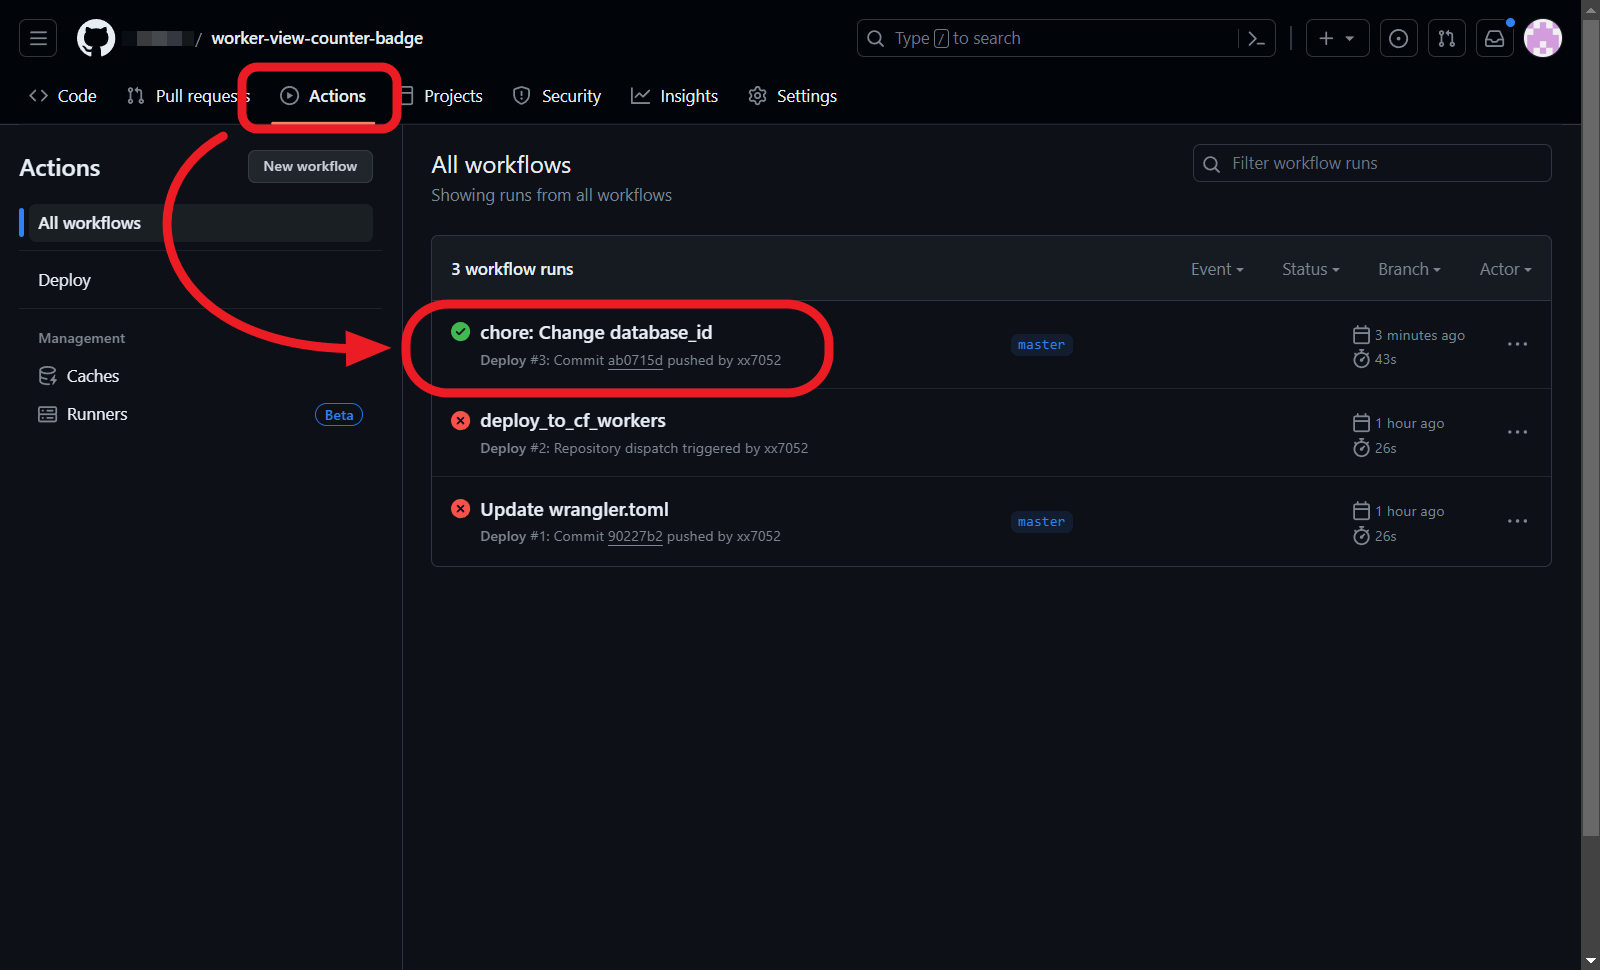 / worker-view-counter-badge
Type / to search
Code
Pull requests
Actions
Projects
Security
Insights
Settings
Actions
New workflow
All workflows
Deploy
Management
Caches
Runners
Beta
All workflows
Showing runs from all workflows
Filter workflow runs
3 workflow runs
Event
Status
Branch
Actor
chore: Change database_id
Deploy #3: Commit ab0715d pushed by xx7052
master
3 minutes ago
43s
deploy_to_cf_workers
Deploy #2: Repository dispatch triggered by xx7052
1 hour ago
26s
Update wrangler.toml
Deploy #1: Commit 90227b2 pushed by xx7052
master
1 hour ago
26s